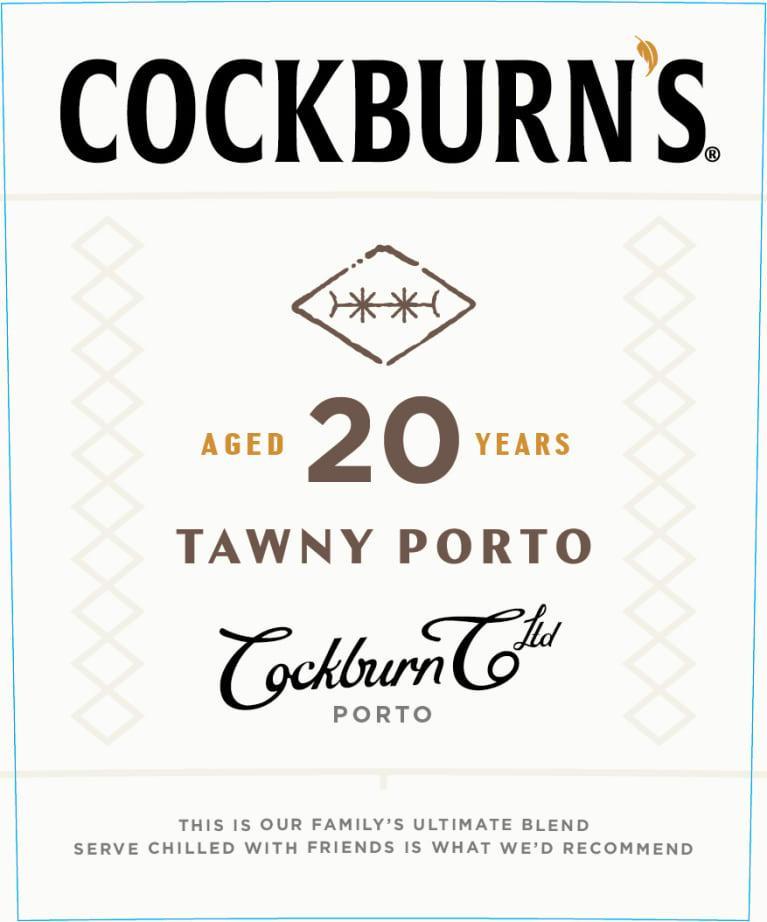 COCKBURN'S®
AGED 20 YEARS
TAWNY PORTO
Cockburn Co Ltd
PORTO
THIS IS OUR FAMILY'S ULTIMATE BLEND
SERVE CHILLED WITH FRIENDS IS WHAT WE'D RECOMMEND